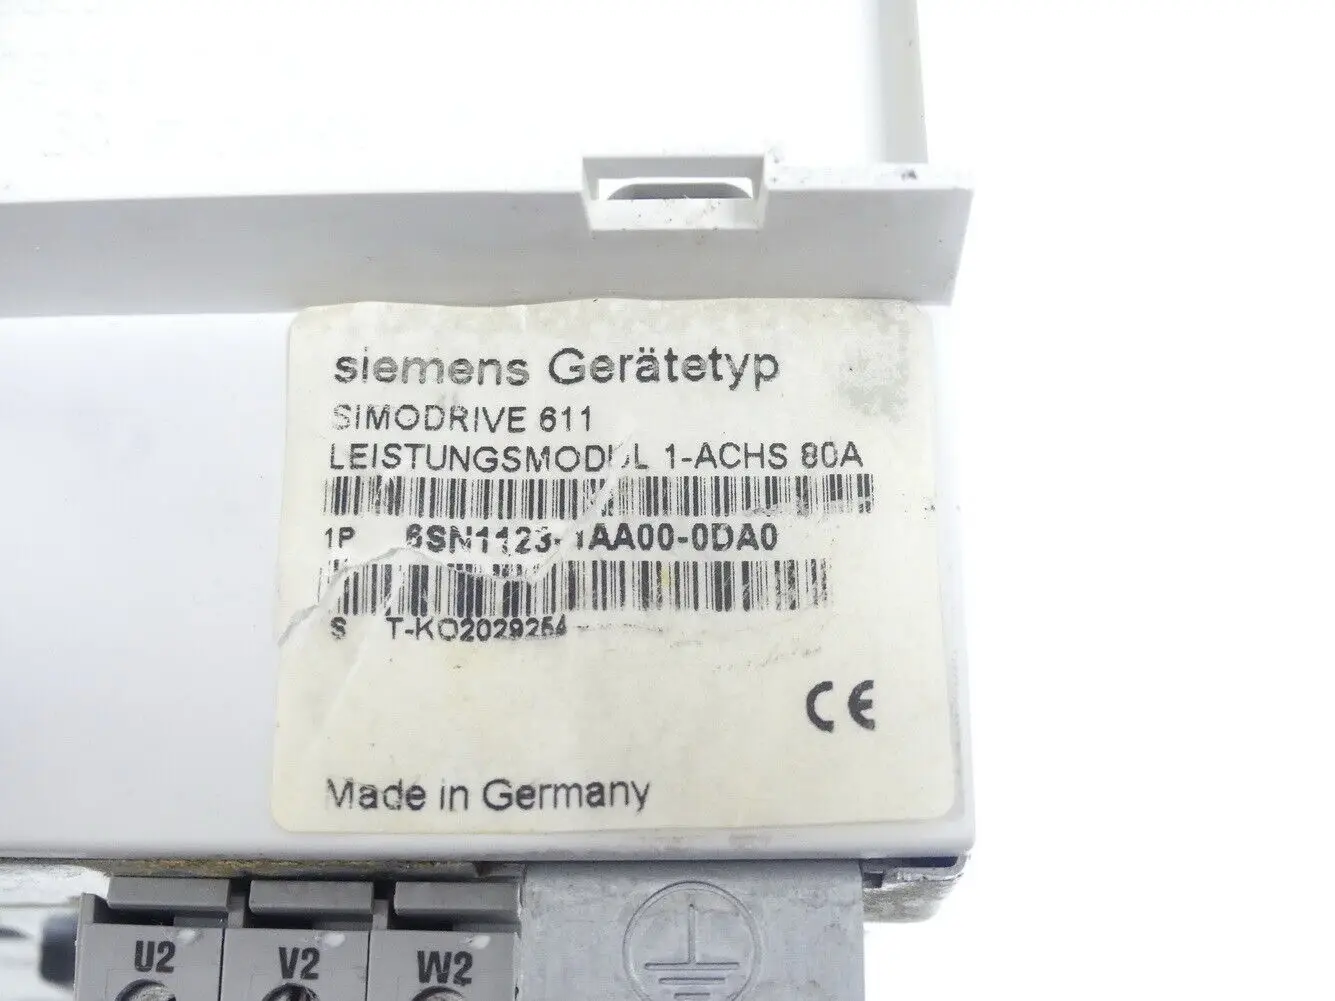 siemens Gerätetyp
SIMODRIVE 611
LEISTUNGSMODUL 1-ACHS 80A
1P 6SN1123-1AA00-0DA0
S T-KO2029254
CE
Made in Germany
U2 V2 W2